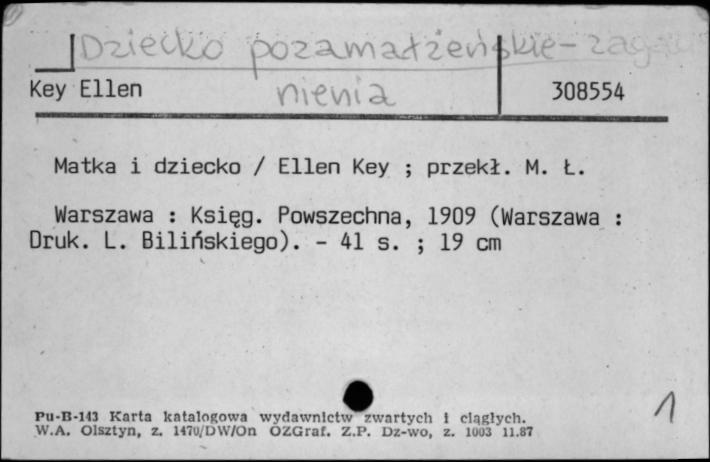 Dziecko pozamałżeńskie - zagad
nienia
Key Ellen 308554
Matka i dziecko / Ellen Key ; przekł. M. Ł.
Warszawa : Księg. Powszechna, 1909 (Warszawa :
Druk. L. Bilińskiego). - 41 s. ; 19 cm
1
Pu-B-143 Karta katalogowa wydawnictw zwartych i ciągłych.
W.A. Olsztyn, z. 1470/DW/On OZGraf. Z.P. Dz-wo, z. 1003 11.87